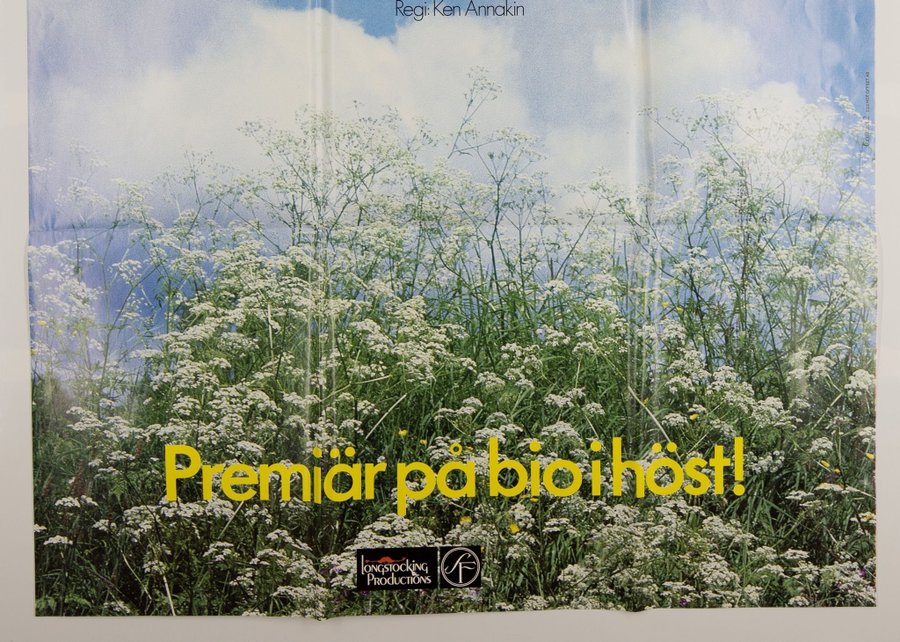 Regi: Ken Annakin
Premiär på bio i höst!
LONGSTOCKING
PRODUCTIONS
SF